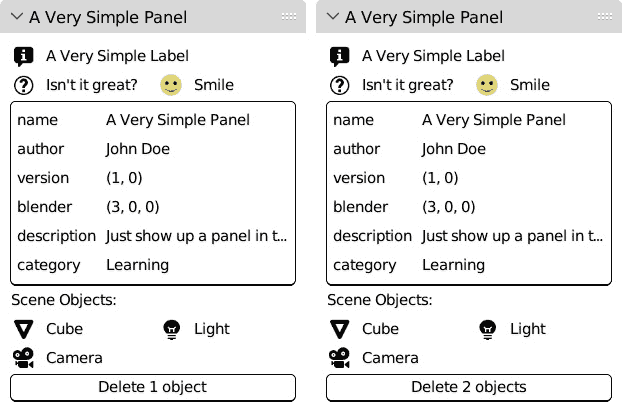 A Very Simple Panel
A Very Simple Label
Isn't it great? Smile
name A Very Simple Panel
author John Doe
version (1, 0)
blender (3, 0, 0)
description Just show up a panel in t...
category Learning
Scene Objects:
Cube Light
Camera
Delete 1 object
A Very Simple Panel
A Very Simple Label
Isn't it great? Smile
name A Very Simple Panel
author John Doe
version (1, 0)
blender (3, 0, 0)
description Just show up a panel in t...
category Learning
Scene Objects:
Cube Light
Camera
Delete 2 objects